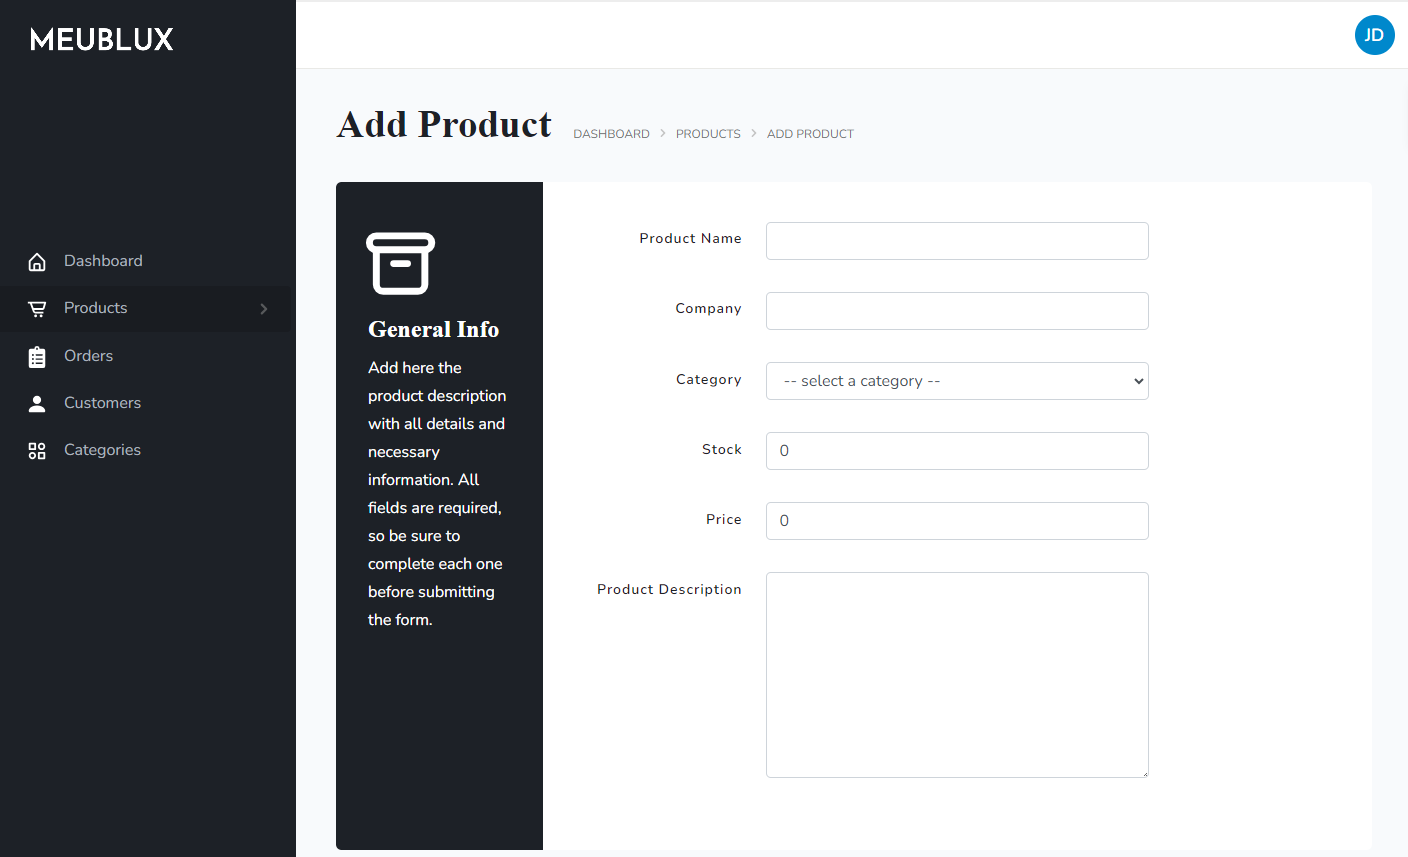 MEUBLUX
JD
Dashboard
Products
Orders
Customers
Categories
Add Product
DASHBOARD
PRODUCTS
ADD PRODUCT
General Info
Add here the
product description
with all details and
necessary
information. All
fields are required,
so be sure to
complete each one
before submitting
the form.
Product Name
Company
Category
-- select a category --
Stock
0
Price
0
Product Description